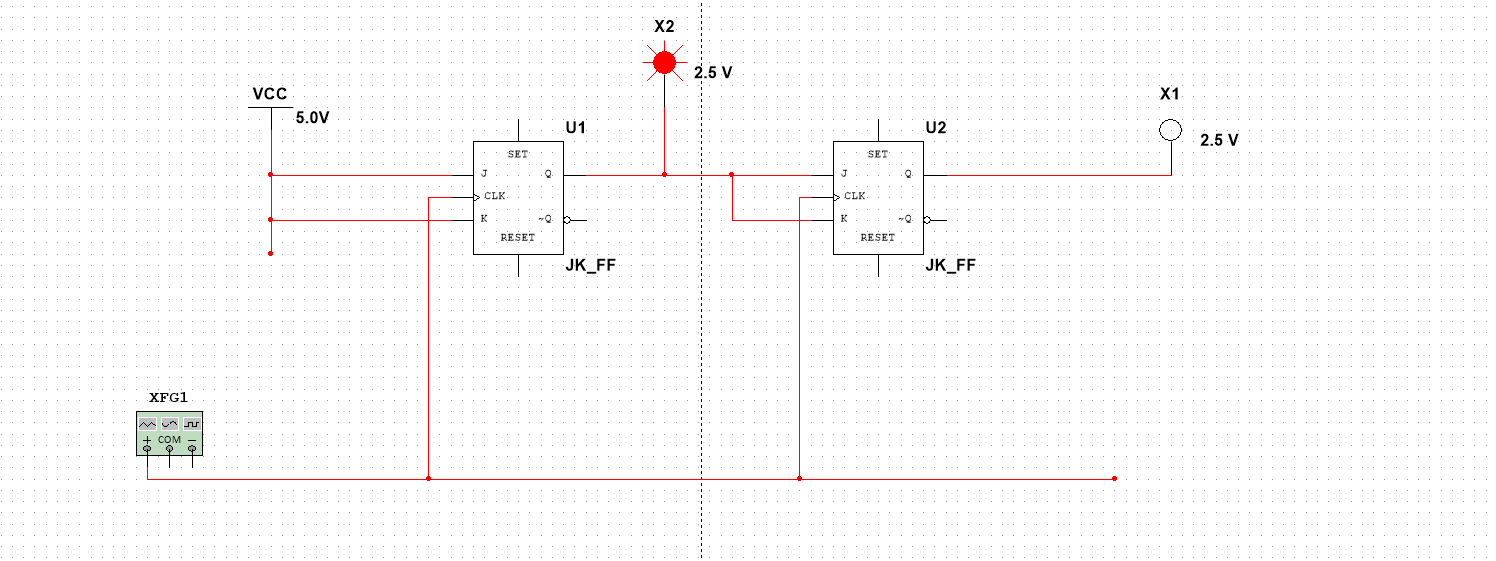 X2
2.5 V
VCC
5.0V
X1
2.5 V
U1
SET
J Q
CLK
K ~Q
RESET
JK_FF
U2
SET
J Q
CLK
K ~Q
RESET
JK_FF
XFG1
+ COM −